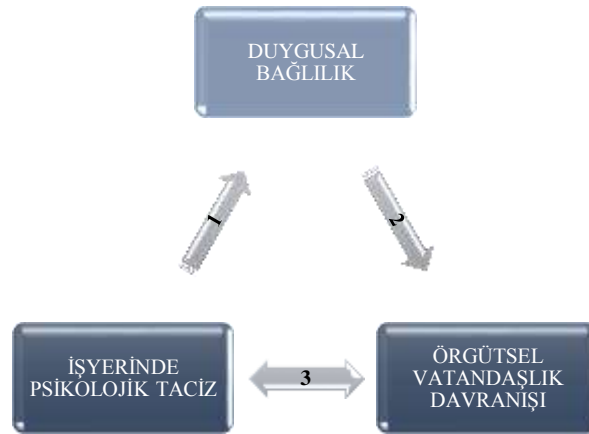 DUYGUSAL
BAĞLILIK
1
2
İŞYERİNDE
PSİKOLOJİK TACİZ
3
ÖRGÜTSEL
VATANDAŞLIK
DAVRANIŞI